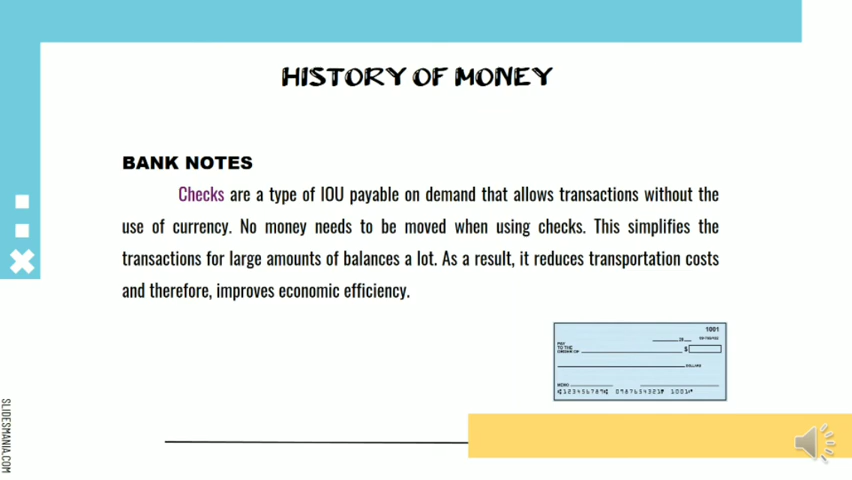 HISTORY OF MONEY
BANK NOTES
Checks are a type of IOU payable on demand that allows transactions without the
use of currency. No money needs to be moved when using checks. This simplifies the
transactions for large amounts of balances a lot. As a result, it reduces transportation costs
and therefore, improves economic efficiency.
1001
PAY
TO THE
ORDER OF
$
DOLLARS
MEMO
SLIDESMANIA.COM